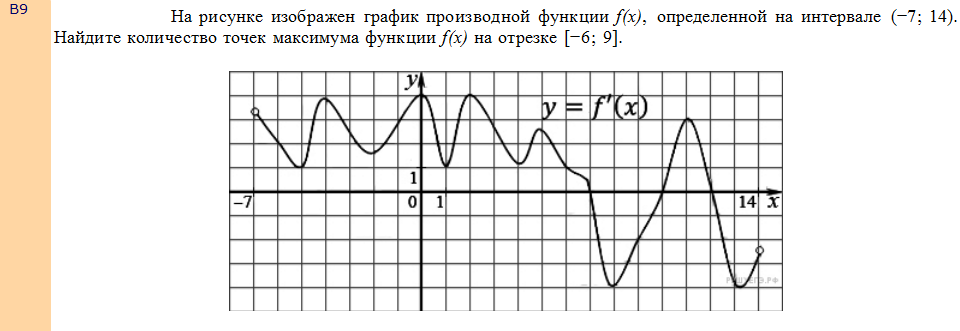 B9
На рисунке изображен график производной функции f(x), определенной на интервале (−7; 14).
Найдите количество точек максимума функции f(x) на отрезке [−6; 9].
y
y = f′(x)
1
−7 0 1 14 x